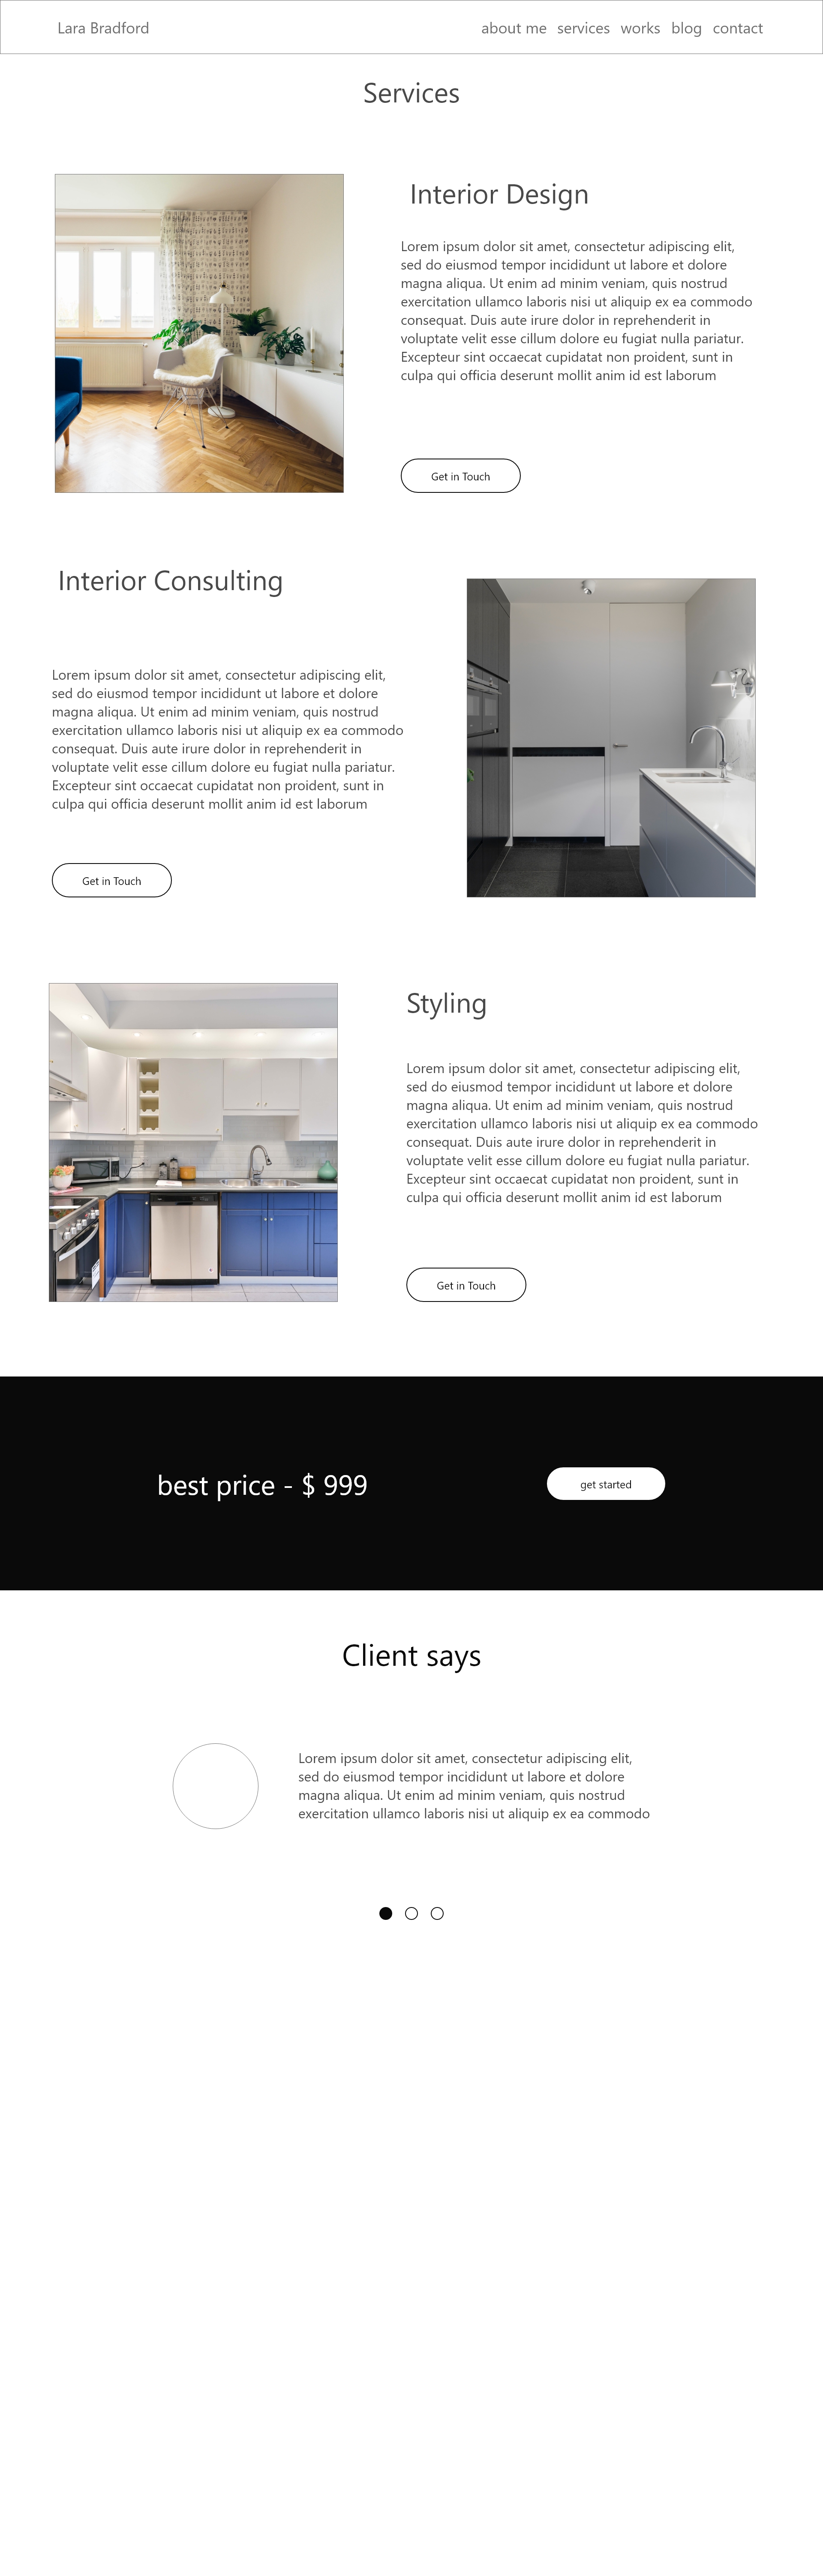 Lara Bradford
about me services works blog contact
Services
Interior Design
Lorem ipsum dolor sit amet, consectetur adipiscing elit,
sed do eiusmod tempor incididunt ut labore et dolore
magna aliqua. Ut enim ad minim veniam, quis nostrud
exercitation ullamco laboris nisi ut aliquip ex ea commodo
consequat. Duis aute irure dolor in reprehenderit in
voluptate velit esse cillum dolore eu fugiat nulla pariatur.
Excepteur sint occaecat cupidatat non proident, sunt in
culpa qui officia deserunt mollit anim id est laborum
Get in Touch
Interior Consulting
Lorem ipsum dolor sit amet, consectetur adipiscing elit,
sed do eiusmod tempor incididunt ut labore et dolore
magna aliqua. Ut enim ad minim veniam, quis nostrud
exercitation ullamco laboris nisi ut aliquip ex ea commodo
consequat. Duis aute irure dolor in reprehenderit in
voluptate velit esse cillum dolore eu fugiat nulla pariatur.
Excepteur sint occaecat cupidatat non proident, sunt in
culpa qui officia deserunt mollit anim id est laborum
Get in Touch
Styling
Lorem ipsum dolor sit amet, consectetur adipiscing elit,
sed do eiusmod tempor incididunt ut labore et dolore
magna aliqua. Ut enim ad minim veniam, quis nostrud
exercitation ullamco laboris nisi ut aliquip ex ea commodo
consequat. Duis aute irure dolor in reprehenderit in
voluptate velit esse cillum dolore eu fugiat nulla pariatur.
Excepteur sint occaecat cupidatat non proident, sunt in
culpa qui officia deserunt mollit anim id est laborum
Get in Touch
best price - $ 999
get started
Client says
Lorem ipsum dolor sit amet, consectetur adipiscing elit,
sed do eiusmod tempor incididunt ut labore et dolore
magna aliqua. Ut enim ad minim veniam, quis nostrud
exercitation ullamco laboris nisi ut aliquip ex ea commodo